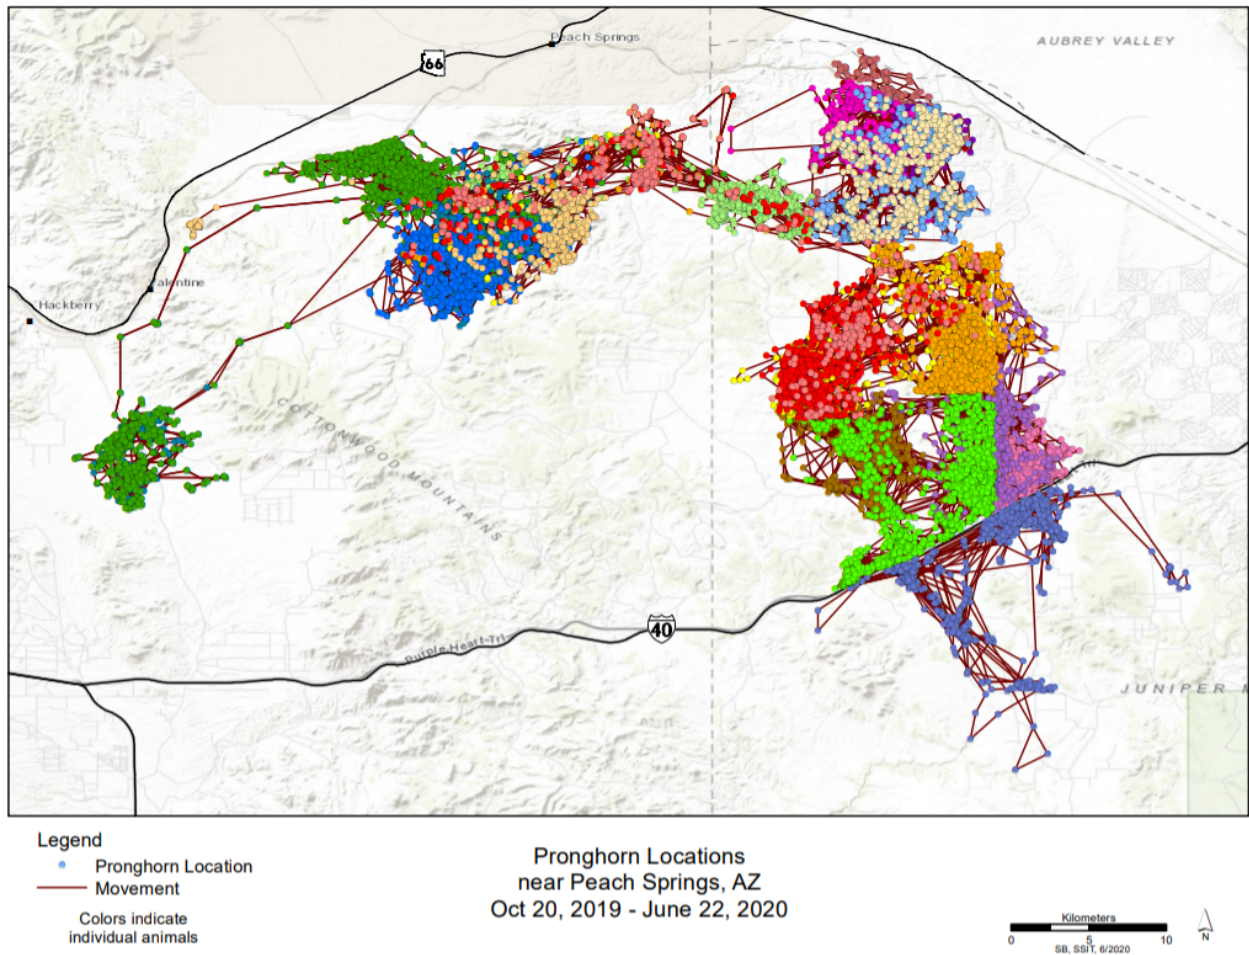 Peach Springs
AUBREY VALLEY
66
alentine
Hackberry
COTTONWOOD MOUNTAINS
40
Purple-Heart-Trl
JUNIPER M
Legend
Pronghorn Location
Movement
Colors indicate
individual animals
Pronghorn Locations
near Peach Springs, AZ
Oct 20, 2019 - June 22, 2020
Kilometers
0 5 10
SB, SSIT, 6/2020
N